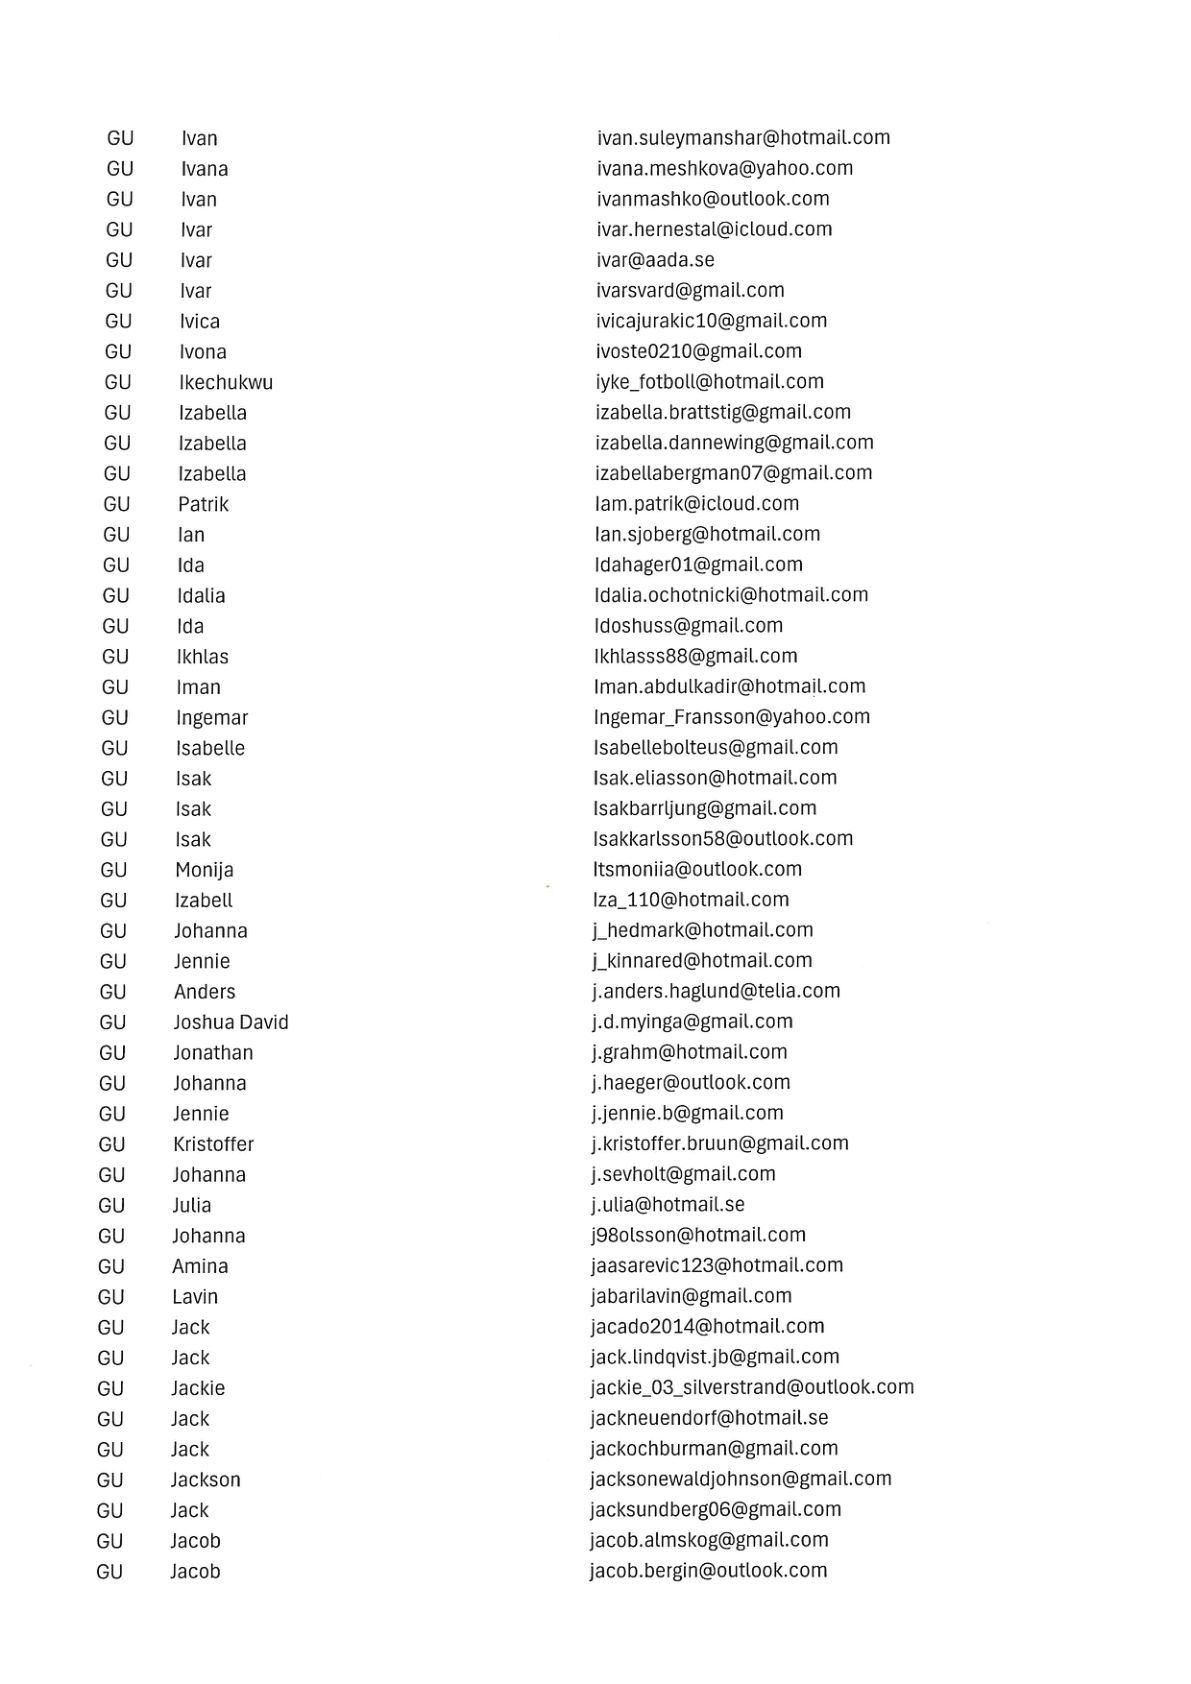 GU Ivan ivan.suleymanshar@hotmail.com
GU Ivana ivana.meshkova@yahoo.com
GU Ivan ivanmashko@outlook.com
GU Ivar ivar.hernestal@icloud.com
GU Ivar ivar@aada.se
GU Ivar ivarsvard@gmail.com
GU Ivica ivicajurakic10@gmail.com
GU Ivona ivoste0210@gmail.com
GU Ikechukwu iyke_fotboll@hotmail.com
GU Izabella izabella.brattstig@gmail.com
GU Izabella izabella.dannewing@gmail.com
GU Izabella izabellabergman07@gmail.com
GU Patrik Iam.patrik@icloud.com
GU Ian Ian.sjoberg@hotmail.com
GU Ida Idahager01@gmail.com
GU Idalia Idalia.ochotnicki@hotmail.com
GU Ida Idoshuss@gmail.com
GU Ikhlas Ikhlasss88@gmail.com
GU Iman Iman.abdulkadir@hotmail.com
GU Ingemar Ingemar_Fransson@yahoo.com
GU Isabelle Isabellebolteus@gmail.com
GU Isak Isak.eliasson@hotmail.com
GU Isak Isakbarrljung@gmail.com
GU Isak Isakkarlsson58@outlook.com
GU Monija Itsmoniia@outlook.com
GU Izabell Iza_110@hotmail.com
GU Johanna j_hedmark@hotmail.com
GU Jennie j_kinnared@hotmail.com
GU Anders j.anders.haglund@telia.com
GU Joshua David j.d.myinga@gmail.com
GU Jonathan j.grahm@hotmail.com
GU Johanna j.haeger@outlook.com
GU Jennie j.jennie.b@gmail.com
GU Kristoffer j.kristoffer.bruun@gmail.com
GU Johanna j.sevholt@gmail.com
GU Julia j.ulia@hotmail.se
GU Johanna j98olsson@hotmail.com
GU Amina jaasarevic123@hotmail.com
GU Lavin jabarilavin@gmail.com
GU Jack jacado2014@hotmail.com
GU Jack jack.lindqvist.jb@gmail.com
GU Jackie jackie_03_silverstrand@outlook.com
GU Jack jackneuendorf@hotmail.se
GU Jack jackochburman@gmail.com
GU Jackson jacksonewaldjohnson@gmail.com
GU Jack jacksundberg06@gmail.com
GU Jacob jacob.almskog@gmail.com
GU Jacob jacob.bergin@outlook.com